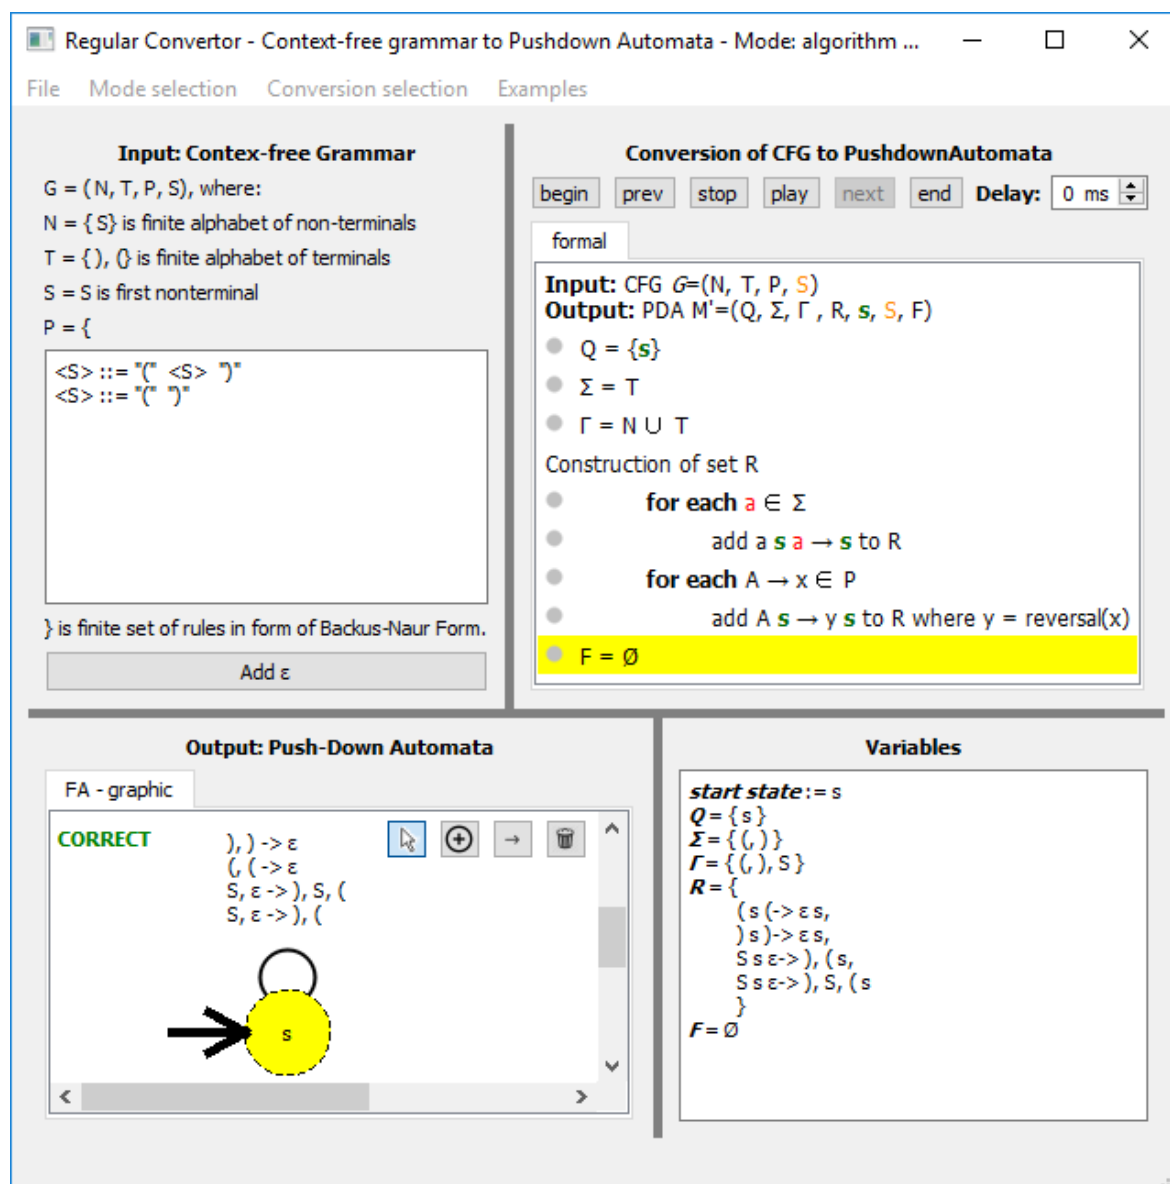 Regular Convertor - Context-free grammar to Pushdown Automata - Mode: algorithm ...
File Mode selection Conversion selection Examples
Input: Contex-free Grammar
G = (N, T, P, S), where:
N = { S} is finite alphabet of non-terminals
T = { ), (} is finite alphabet of terminals
S = S is first nonterminal
P = {
<S> ::= "(" <S> ")"
<S> ::= "(" ")"
} is finite set of rules in form of Backus-Naur Form.
Add ε
Conversion of CFG to PushdownAutomata
begin prev stop play next end Delay: 0 ms
formal
Input: CFG G=(N, T, P, S)
Output: PDA M'=(Q, Σ, Γ , R, s, S, F)
Q = {s}
Σ = T
Γ = N ∪ T
Construction of set R
for each a ∈ Σ
add a s a → s to R
for each A → x ∈ P
add A s → y s to R where y = reversal(x)
F = Ø
Output: Push-Down Automata
FA - graphic
CORRECT
), ) -> ε
(, ( -> ε
S, ε -> ), S, (
S, ε -> ), (
s
Variables
start state := s
Q = { s }
Σ = { (, ) }
Γ = { (, ), S }
R = {
( s (-> ε s,
) s )-> ε s,
S s ε-> ), ( s,
S s ε-> ), S, ( s
}
F = Ø